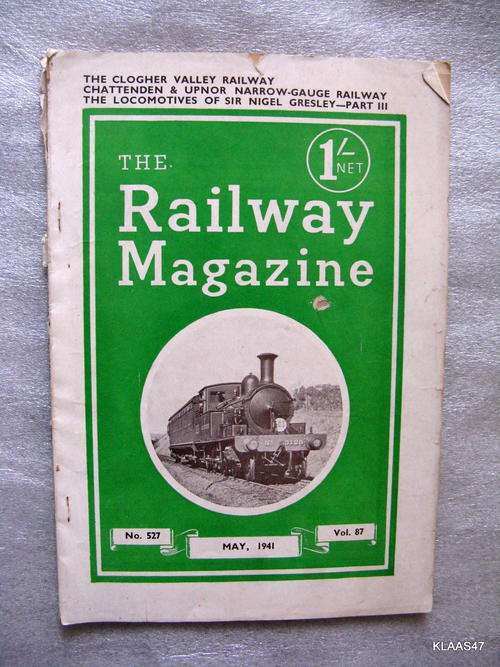 THE CLOGHER VALLEY RAILWAY
CHATTENDEN & UPNOR NARROW-GAUGE RAILWAY
THE LOCOMOTIVES OF SIR NIGEL GRESLEY—PART III
1/-
NET
THE
Railway
Magazine
No. 527
MAY, 1941
Vol. 87
KLAAS47